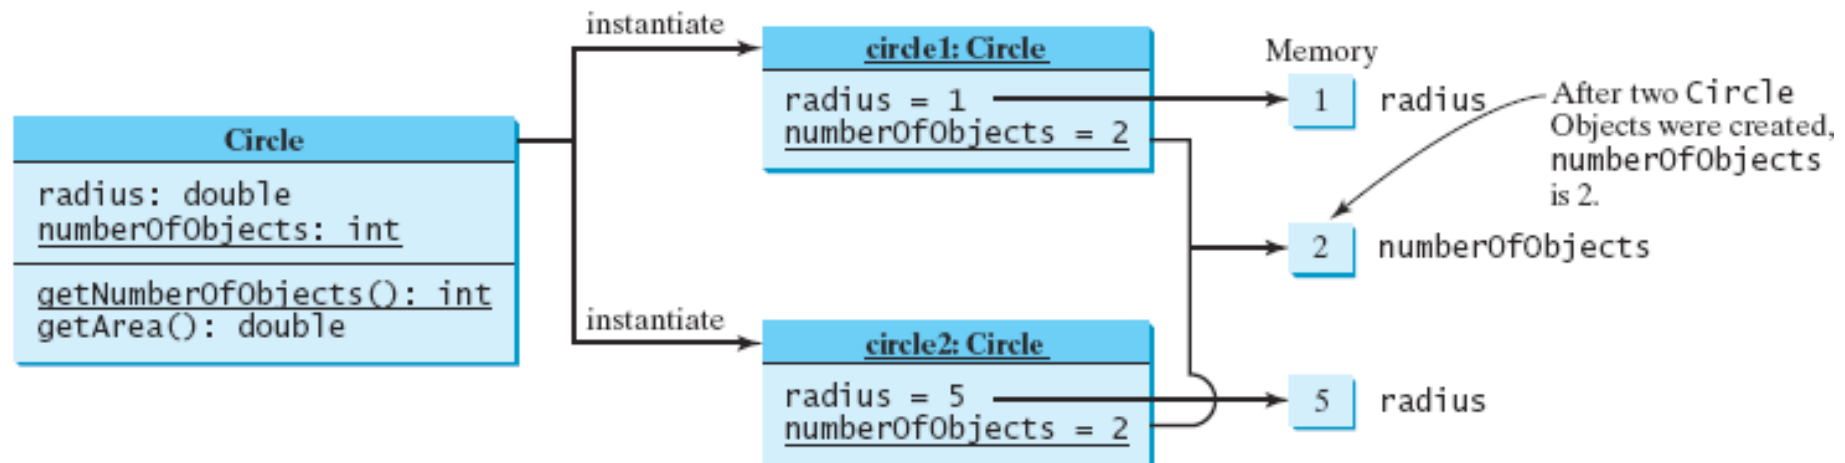 Circle
radius: double
numberOfObjects: int
getNumberOfObjects(): int
getArea(): double
instantiate
instantiate
circle1: Circle
radius = 1
numberOfObjects = 2
circle2: Circle
radius = 5
numberOfObjects = 2
Memory
1 radius
2 numberOfObjects
5 radius
After two Circle
Objects were created,
numberOfObjects
is 2.